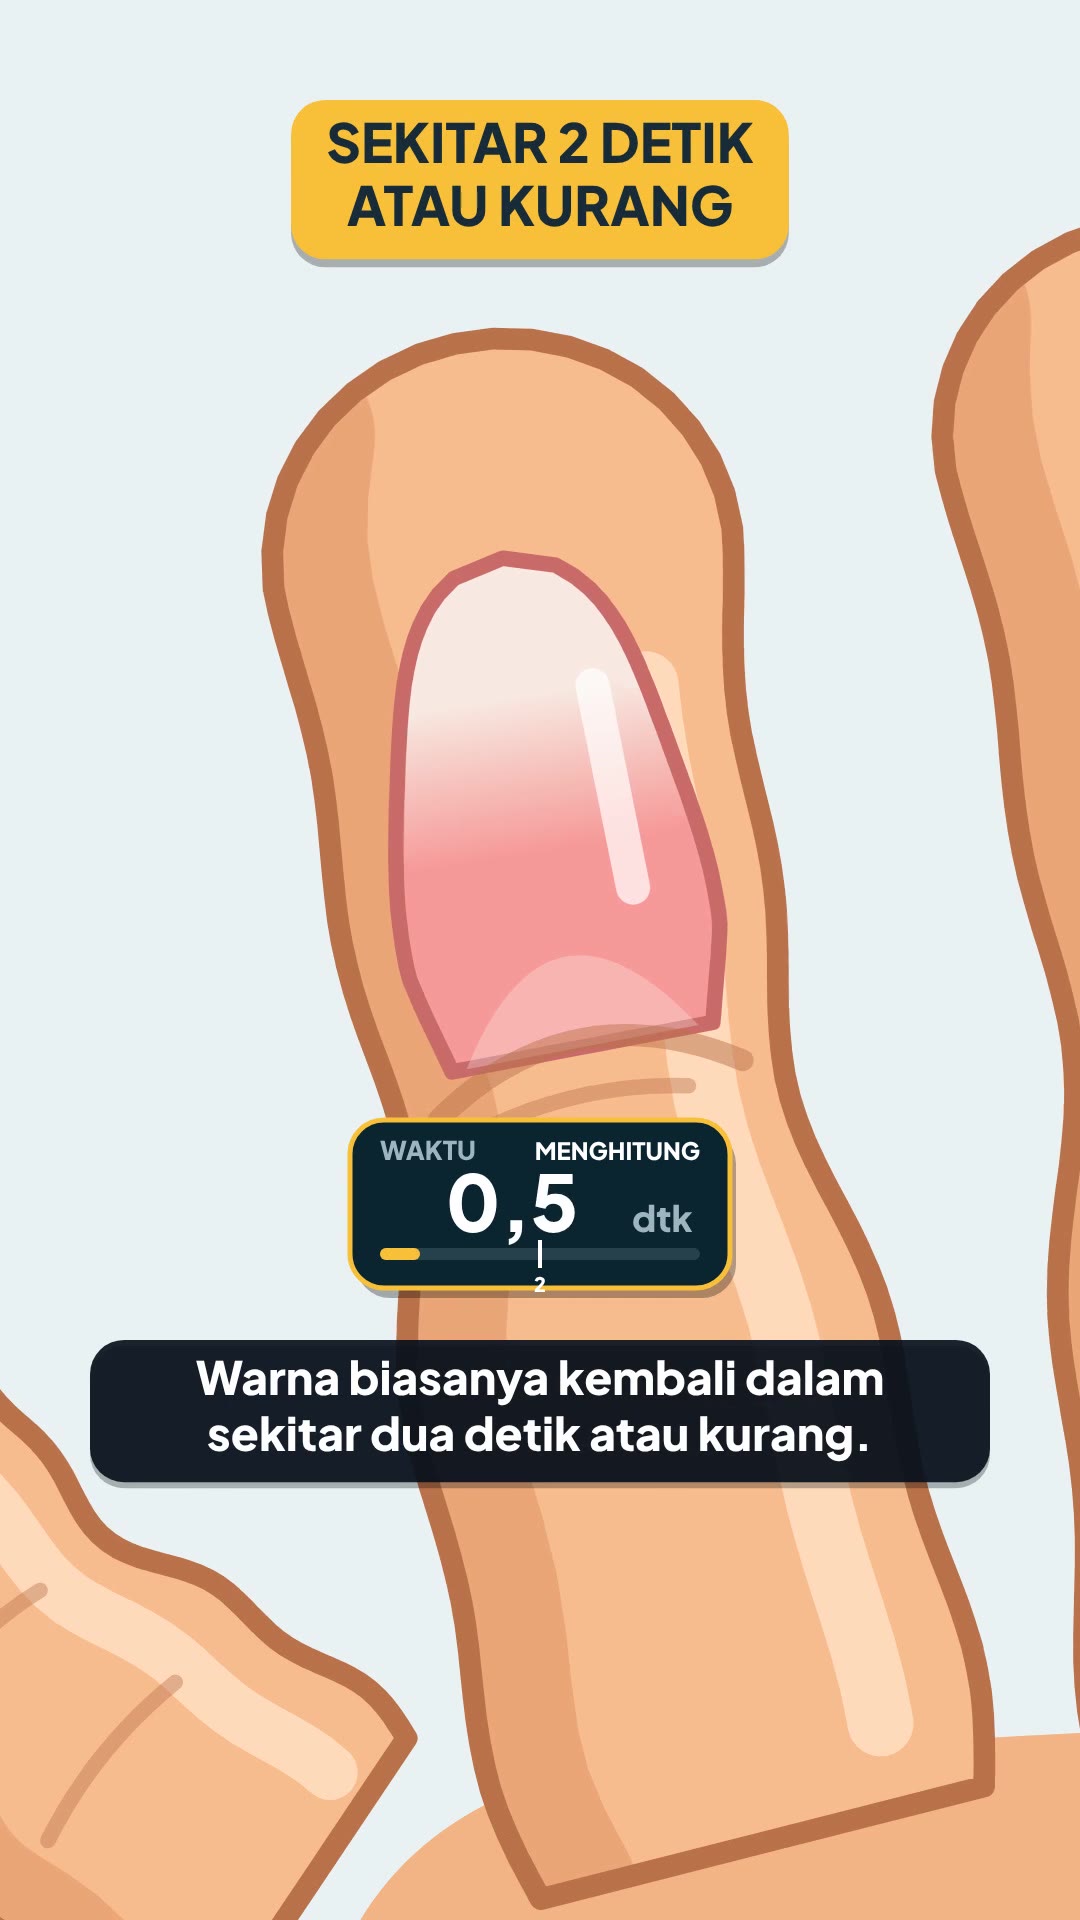 SEKITAR 2 DETIK
ATAU KURANG
WAKTU MENGHITUNG
0,5 dtk
2
Warna biasanya kembali dalam
sekitar dua detik atau kurang.